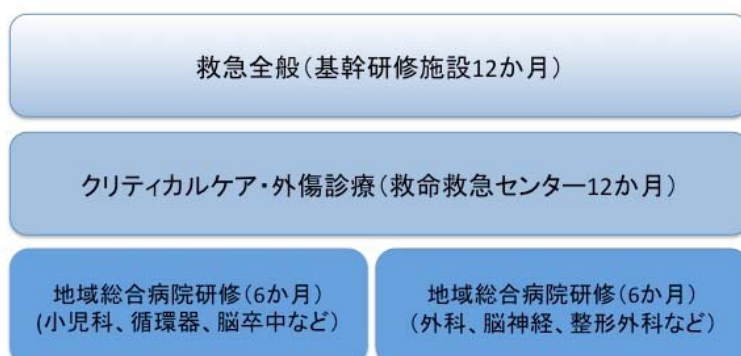 救急全般（基幹研修施設12か月）
クリティカルケア・外傷診療（救命救急センター12か月）
地域総合病院研修（6か月）
(小児科、循環器、脳卒中など）
地域総合病院研修（6か月）
（外科、脳神経、整形外科など）